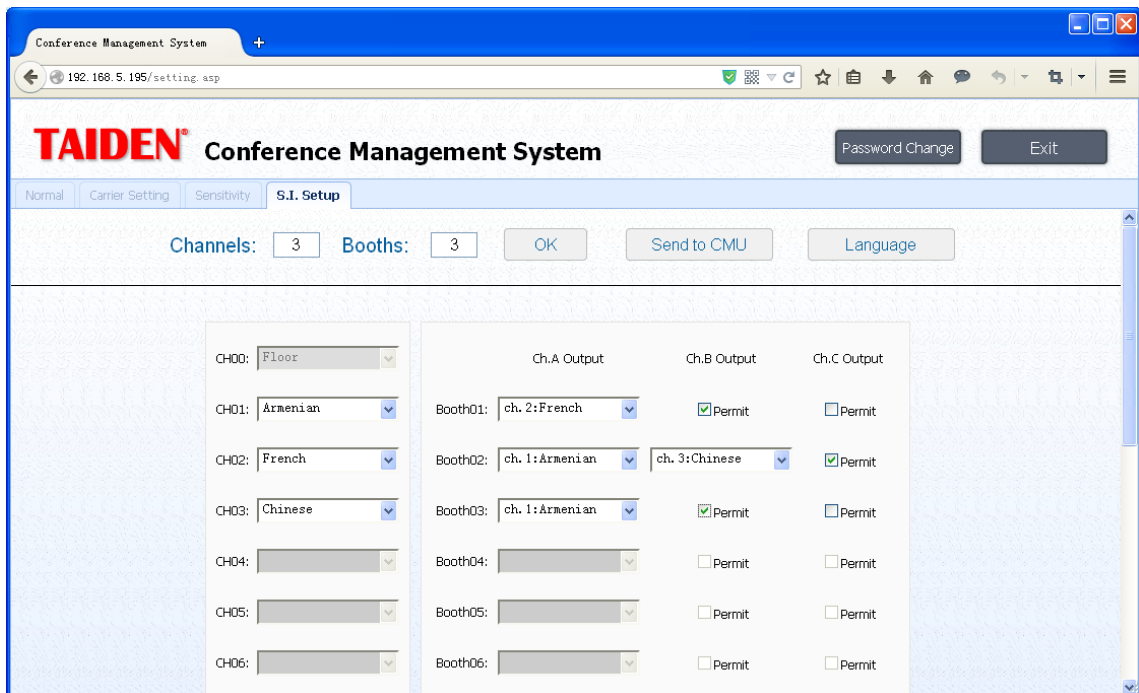 Conference Management System
192.168.5.195/setting.asp
TAIDEN® Conference Management System
Password Change
Exit
Normal
Carrier Setting
Sensitivity
S.I. Setup
Channels: 3 Booths: 3 OK Send to CMU Language
CH00: Floor
CH01: Armenian
CH02: French
CH03: Chinese
CH04:
CH05:
CH06:
Ch.A Output Ch.B Output Ch.C Output
Booth01: ch.2:French Permit Permit
Booth02: ch.1:Armenian ch.3:Chinese Permit
Booth03: ch.1:Armenian Permit Permit
Booth04: Permit Permit
Booth05: Permit Permit
Booth06: Permit Permit